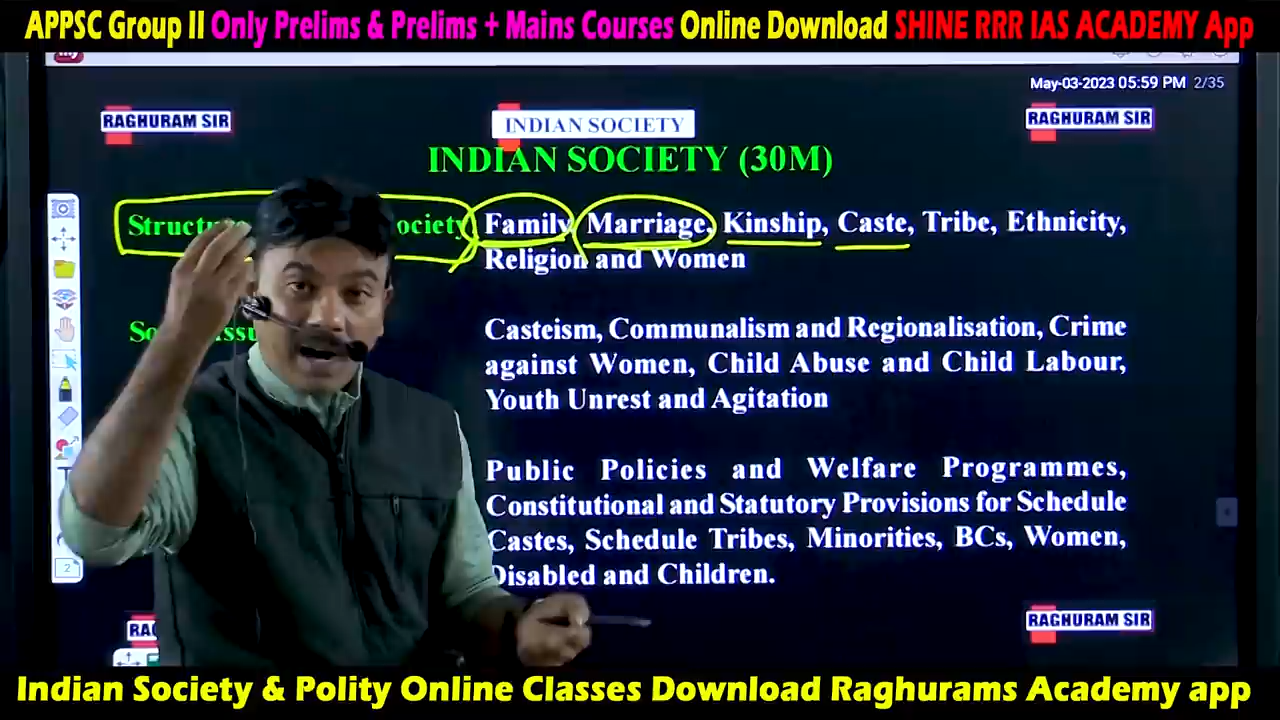 APPSC Group II Only Prelims & Prelims + Mains Courses Online Download SHINE RRR IAS ACADEMY App
May-03-2023 05:59 PM 2/35
RAGHURAM SIR
INDIAN SOCIETY
RAGHURAM SIR
INDIAN SOCIETY (30M)
Family, Marriage, Kinship, Caste, Tribe, Ethnicity,
Religion and Women
Casteism, Communalism and Regionalisation, Crime
against Women, Child Abuse and Child Labour,
Youth Unrest and Agitation
Public Policies and Welfare Programmes,
Constitutional and Statutory Provisions for Schedule
Castes, Schedule Tribes, Minorities, BCs, Women,
Disabled and Children.
2
RAGHURAM SIR
Indian Society & Polity Online Classes Download Raghurams Academy app